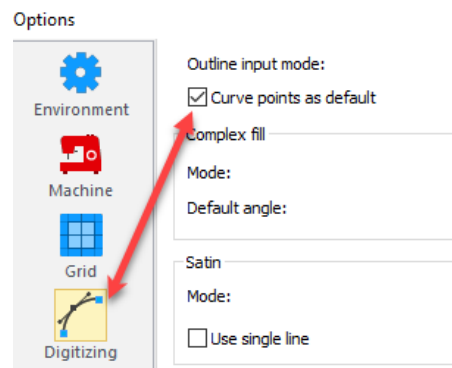 Options
Environment
Machine
Grid
Digitizing
Outline input mode:
Curve points as default
Complex fill
Mode:
Default angle:
Satin
Mode:
Use single line